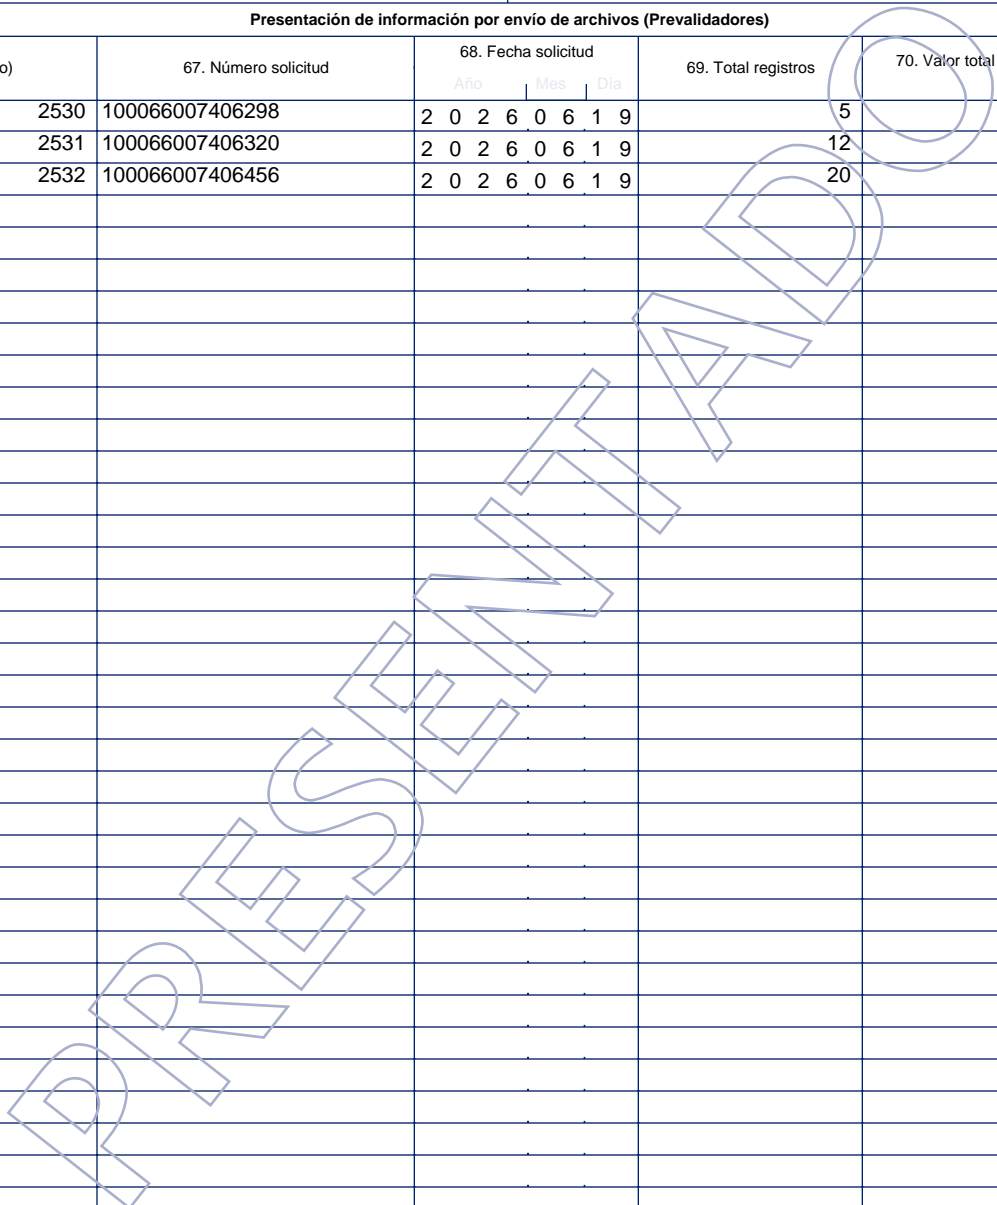 Presentación de información por envío de archivos (Prevalidadores)
o) 67. Número solicitud 68. Fecha solicitud 69. Total registros 70. Valor total
Año Mes Día
2530 100066007406298 2 0 2 6 0 6 1 9 5
2531 100066007406320 2 0 2 6 0 6 1 9 12
2532 100066007406456 2 0 2 6 0 6 1 9 20
PRESENTADO